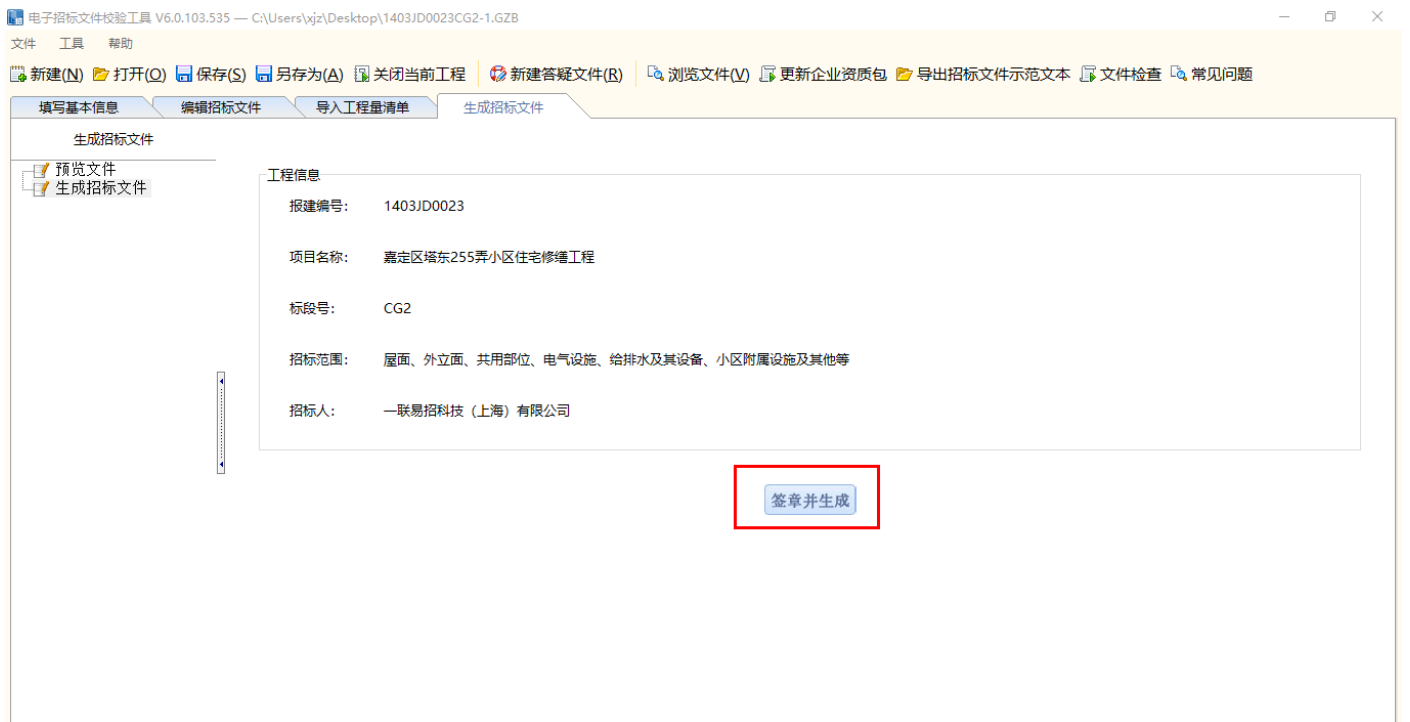 电子招标文件校验工具 V6.0.103.535 — C:\Users\xjz\Desktop\1403JD0023CG2-1.GZB
文件 工具 帮助
新建(N) 打开(O) 保存(S) 另存为(A) 关闭当前工程 新建答疑文件(R) 浏览文件(V) 更新企业资质包 导出招标文件示范文本 文件检查 常见问题
填写基本信息 编辑招标文件 导入工程量清单 生成招标文件
生成招标文件
预览文件
生成招标文件
工程信息
报建编号： 1403JD0023
项目名称： 嘉定区塔东255弄小区住宅修缮工程
标段号： CG2
招标范围： 屋面、外立面、共用部位、电气设施、给排水及其设备、小区附属设施及其他等
招标人： 一联易招科技（上海）有限公司
签章并生成